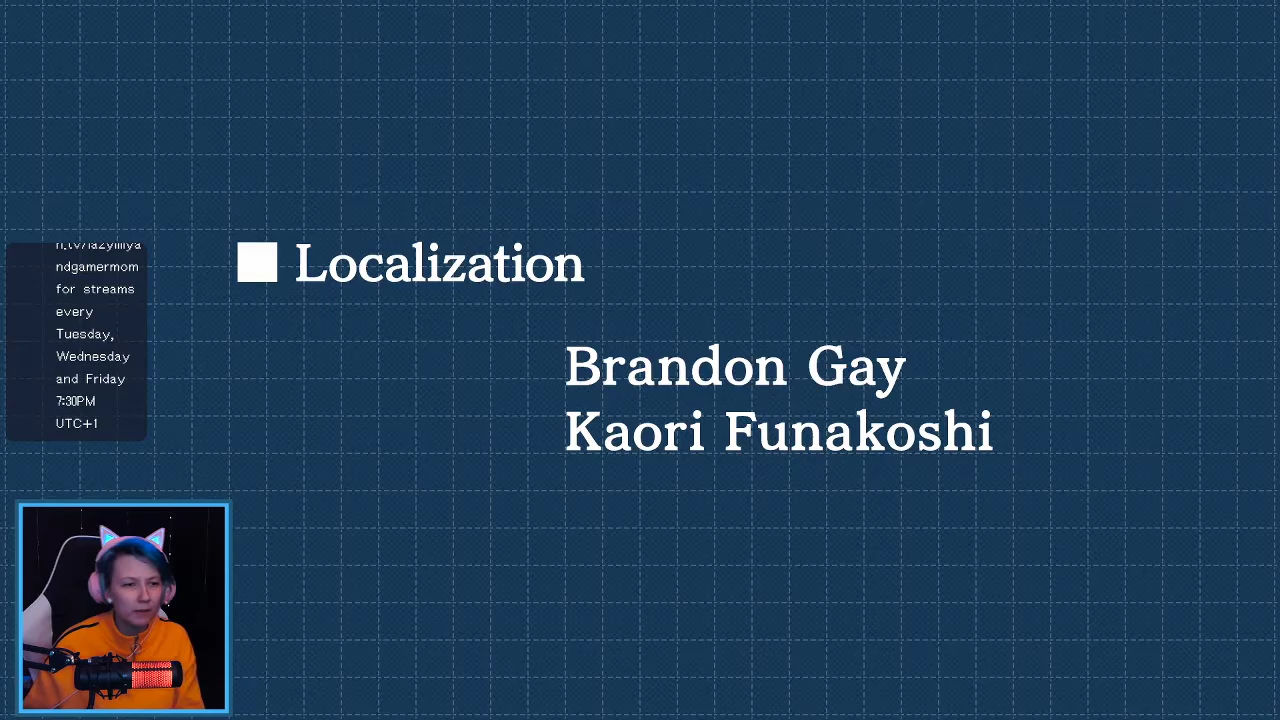 ndgamermom
for streams
every
Tuesday,
Wednesday
and Friday
7:30PM
UTC+1
Localization
Brandon Gay
Kaori Funakoshi